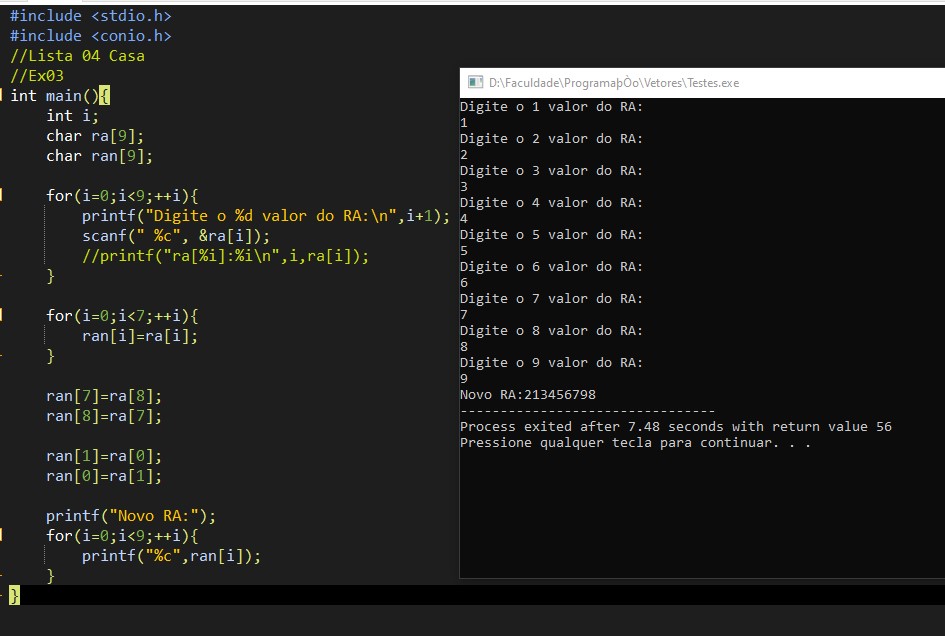 #include <stdio.h>
#include <conio.h>
//Lista 04 Casa
//Ex03
int main(){
    int i;
    char ra[9];
    char ran[9];

    for(i=0;i<9;++i){
        printf("Digite o %d valor do RA:\n",i+1);
        scanf(" %c", &ra[i]);
        //printf("ra[%i]:%i\n",i,ra[i]);
    }

    for(i=0;i<7;++i){
        ran[i]=ra[i];
    }

    ran[7]=ra[8];
    ran[8]=ra[7];

    ran[1]=ra[0];
    ran[0]=ra[1];

    printf("Novo RA:");
    for(i=0;i<9;++i){
        printf("%c",ran[i]);
    }
}
D:\Faculdade\ProgramaþÒo\Vetores\Testes.exe
Digite o 1 valor do RA:
1
Digite o 2 valor do RA:
2
Digite o 3 valor do RA:
3
Digite o 4 valor do RA:
4
Digite o 5 valor do RA:
5
Digite o 6 valor do RA:
6
Digite o 7 valor do RA:
7
Digite o 8 valor do RA:
8
Digite o 9 valor do RA:
9
Novo RA:213456798
--------------------------------
Process exited after 7.48 seconds with return value 56
Pressione qualquer tecla para continuar. . .